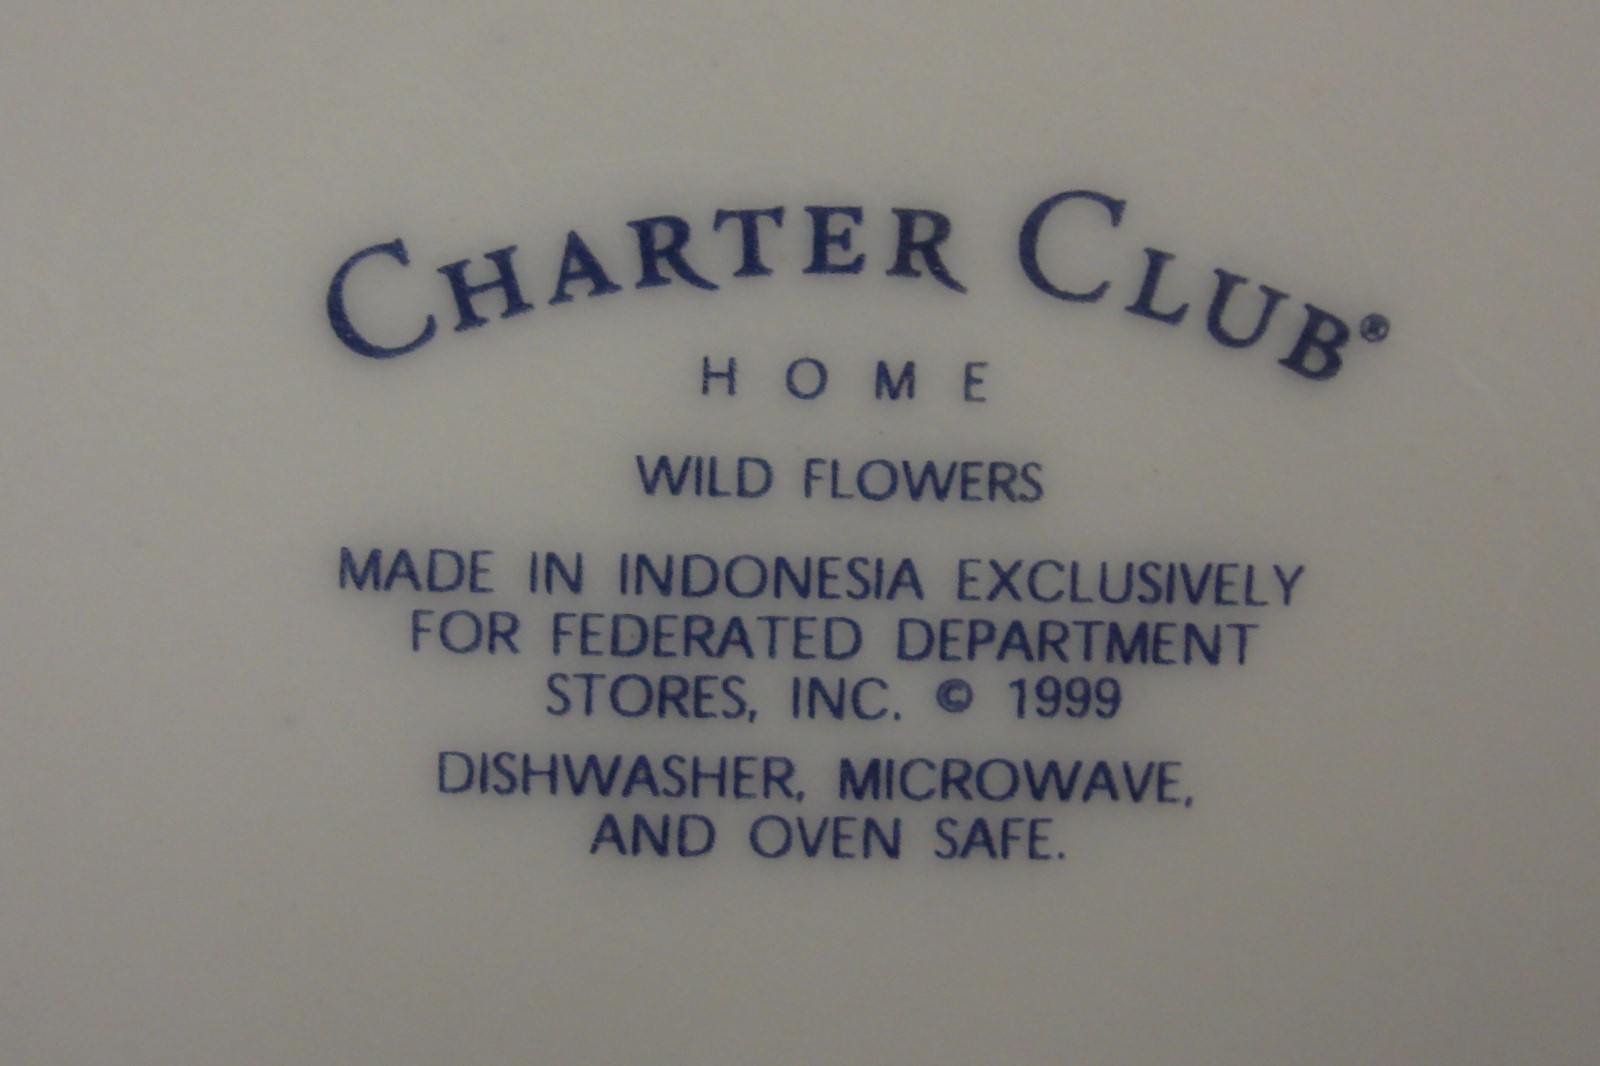 CHARTER CLUB®
HOME
WILD FLOWERS
MADE IN INDONESIA EXCLUSIVELY
FOR FEDERATED DEPARTMENT
STORES, INC. © 1999
DISHWASHER, MICROWAVE,
AND OVEN SAFE.